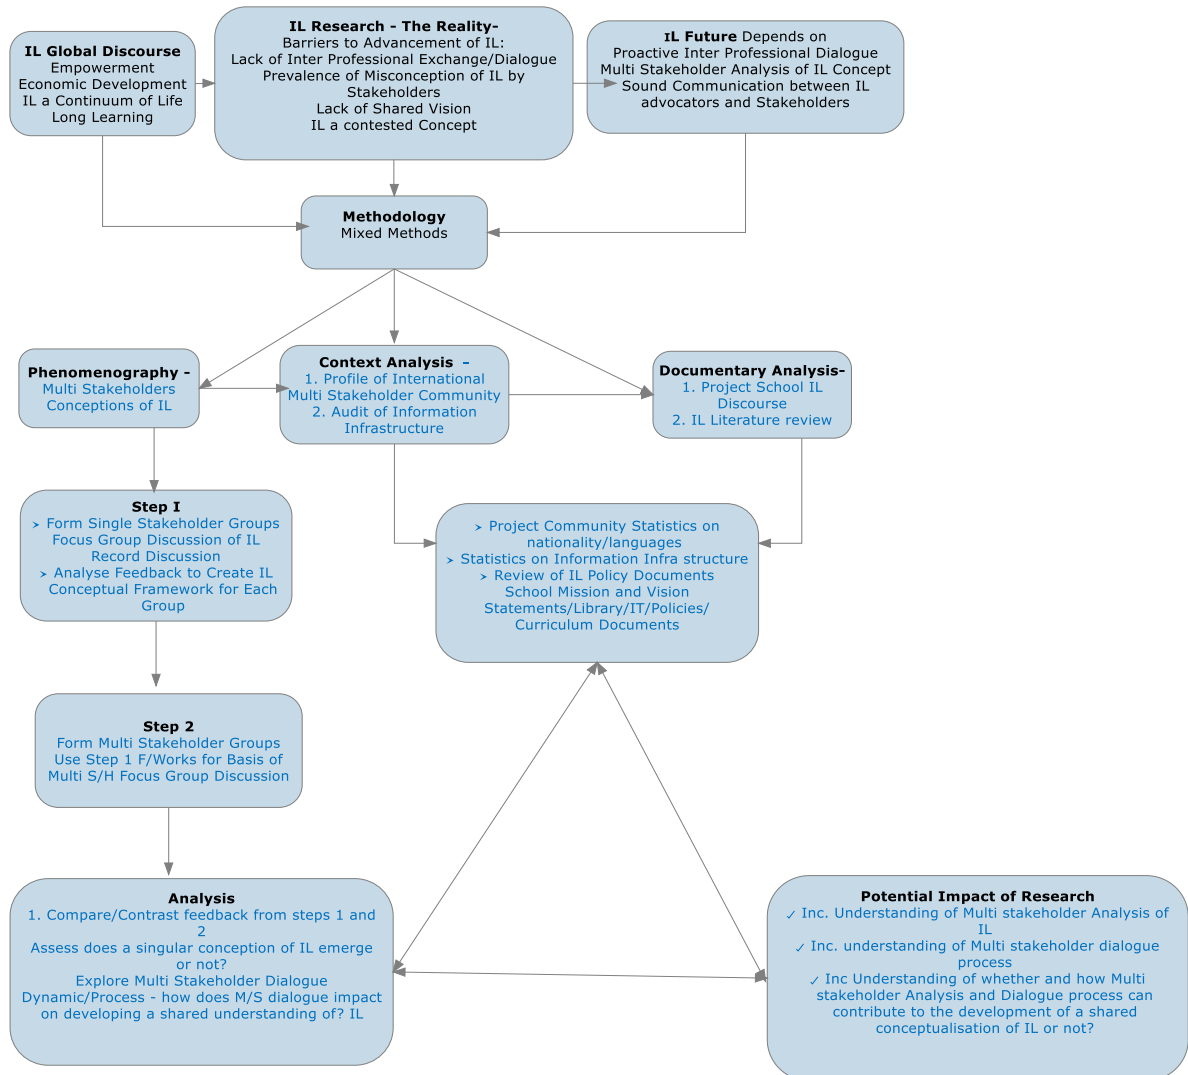 IL Global Discourse
Empowerment
Economic Development
IL a Continuum of Life
Long Learning
IL Research - The Reality-
Barriers to Advancement of IL:
Lack of Inter Professional Exchange/Dialogue
Prevalence of Misconception of IL by
Stakeholders
Lack of Shared Vision
IL a contested Concept
IL Future Depends on
Proactive Inter Professional Dialogue
Multi Stakeholder Analysis of IL Concept
Sound Communication between IL
advocators and Stakeholders
Methodology
Mixed Methods
Phenomenography -
Multi Stakeholders
Conceptions of IL
Context Analysis –
1. Profile of International
Multi Stakeholder Community
2. Audit of Information
Infrastructure
Documentary Analysis-
1. Project School IL
Discourse
2. IL Literature review
Step I
➢ Form Single Stakeholder Groups
Focus Group Discussion of IL
Record Discussion
➢ Analyse Feedback to Create IL
Conceptual Framework for Each
Group
➢ Project Community Statistics on
nationality/languages
➢ Statistics on Information Infra structure
➢ Review of IL Policy Documents
School Mission and Vision
Statements/Library/IT/Policies/
Curriculum Documents
Step 2
Form Multi Stakeholder Groups
Use Step 1 F/Works for Basis of
Multi S/H Focus Group Discussion
Analysis
1. Compare/Contrast feedback from steps 1 and
2
Assess does a singular conception of IL emerge
or not?
Explore Multi Stakeholder Dialogue
Dynamic/Process - how does M/S dialogue impact
on developing a shared understanding of? IL
Potential Impact of Research
✓ Inc. Understanding of Multi stakeholder Analysis of
IL
✓ Inc. understanding of Multi stakeholder dialogue
process
✓ Inc Understanding of whether and how Multi
stakeholder Analysis and Dialogue process can
contribute to the development of a shared
conceptualisation of IL or not?